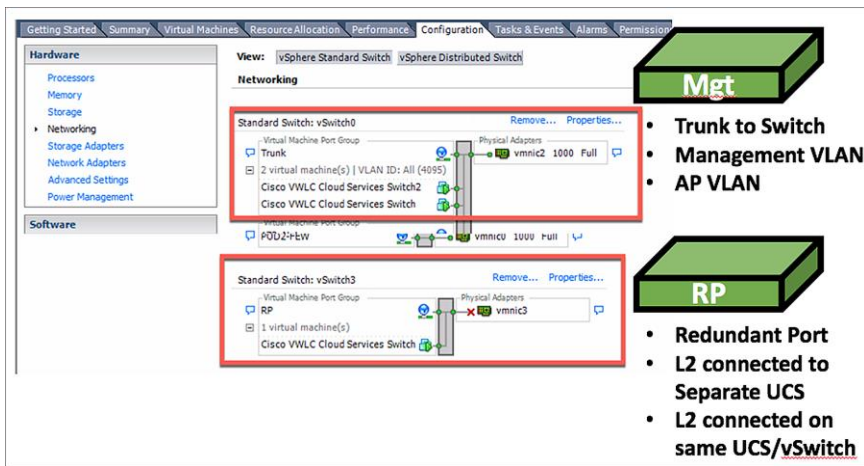 Getting Started Summary Virtual Machines Resource Allocation Performance Configuration Tasks & Events Alarms Permission
Hardware
Processors
Memory
Storage
Networking
Storage Adapters
Network Adapters
Advanced Settings
Power Management
Software
View: vSphere Standard Switch vSphere Distributed Switch
Networking
Standard Switch: vSwitch0 Remove... Properties...
Virtual Machine Port Group Physical Adapters
Trunk vmnic2 1000 Full
2 virtual machine(s) | VLAN ID: All (4095)
Cisco VWLC Cloud Services Switch2
Cisco VWLC Cloud Services Switch
Virtual Machine Port Group
POD2-FEW vmnic0 1000 Full
Standard Switch: vSwitch3 Remove... Properties...
Virtual Machine Port Group Physical Adapters
RP vmnic3
1 virtual machine(s)
Cisco VWLC Cloud Services Switch
Mgt
• Trunk to Switch
• Management VLAN
• AP VLAN
RP
• Redundant Port
• L2 connected to
Separate UCS
• L2 connected on
same UCS/vSwitch